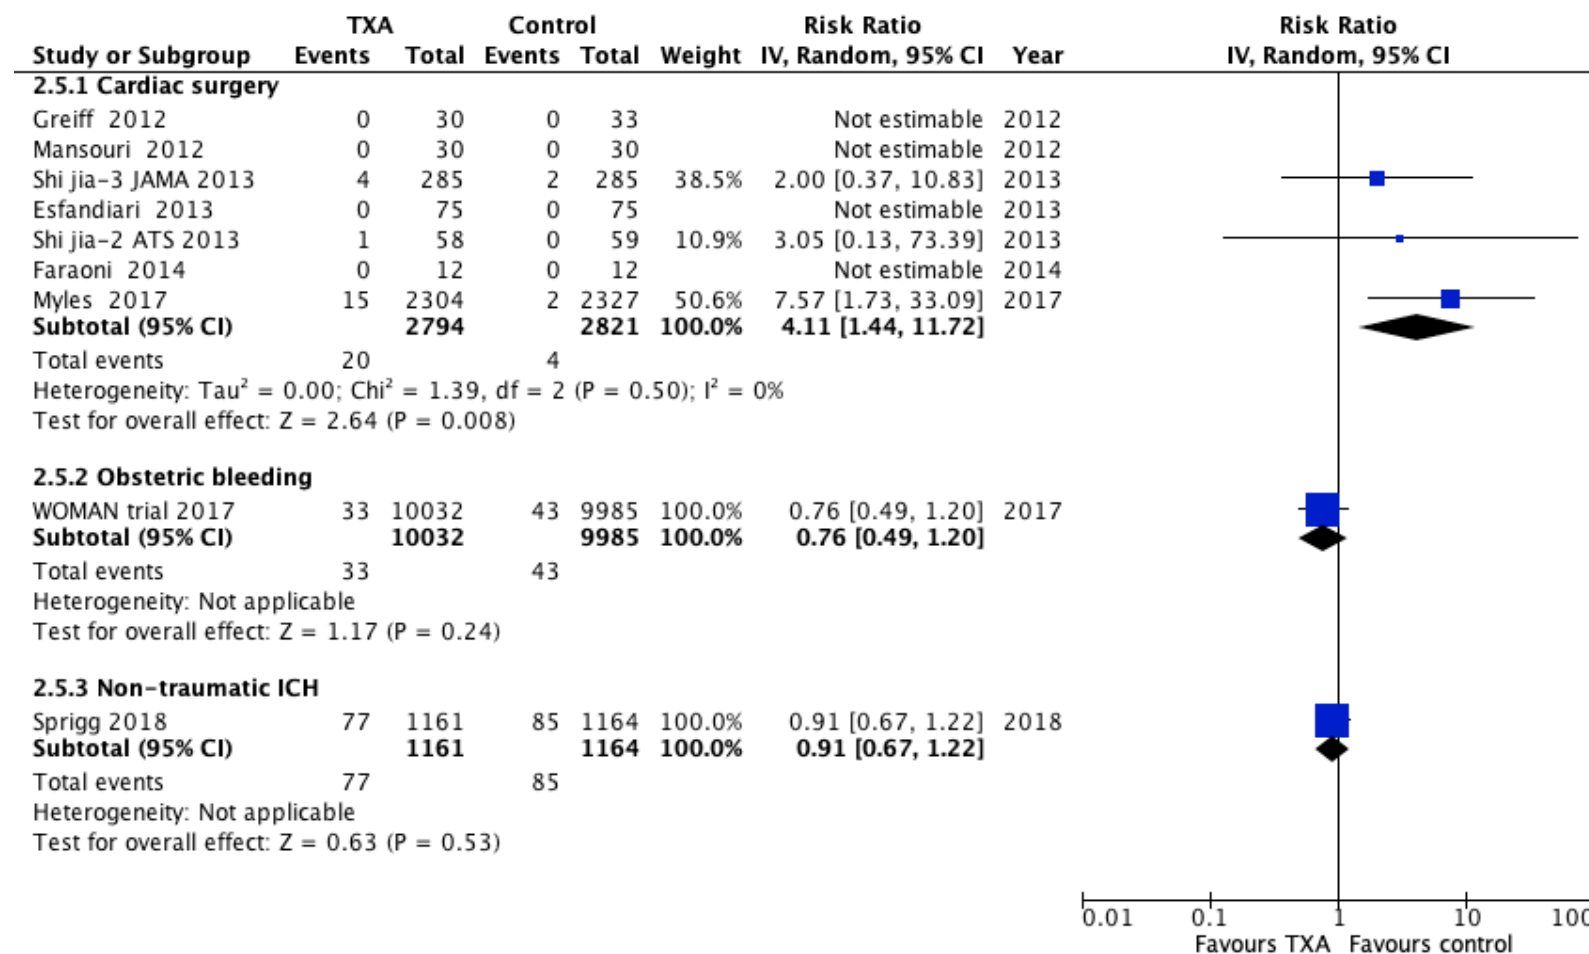 TXA Control Risk Ratio Risk Ratio
Study or Subgroup Events Total Events Total Weight IV, Random, 95% CI Year IV, Random, 95% CI
2.5.1 Cardiac surgery
Greiff 2012 0 30 0 33 Not estimable 2012
Mansouri 2012 0 30 0 30 Not estimable 2012
Shi jia-3 JAMA 2013 4 285 2 285 38.5% 2.00 [0.37, 10.83] 2013
Esfandiari 2013 0 75 0 75 Not estimable 2013
Shi jia-2 ATS 2013 1 58 0 59 10.9% 3.05 [0.13, 73.39] 2013
Faraoni 2014 0 12 0 12 Not estimable 2014
Myles 2017 15 2304 2 2327 50.6% 7.57 [1.73, 33.09] 2017
Subtotal (95% CI) 2794 2821 100.0% 4.11 [1.44, 11.72]
Total events 20 4
Heterogeneity: Tau² = 0.00; Chi² = 1.39, df = 2 (P = 0.50); I² = 0%
Test for overall effect: Z = 2.64 (P = 0.008)
2.5.2 Obstetric bleeding
WOMAN trial 2017 33 10032 43 9985 100.0% 0.76 [0.49, 1.20] 2017
Subtotal (95% CI) 10032 9985 100.0% 0.76 [0.49, 1.20]
Total events 33 43
Heterogeneity: Not applicable
Test for overall effect: Z = 1.17 (P = 0.24)
2.5.3 Non-traumatic ICH
Sprigg 2018 77 1161 85 1164 100.0% 0.91 [0.67, 1.22] 2018
Subtotal (95% CI) 1161 1164 100.0% 0.91 [0.67, 1.22]
Total events 77 85
Heterogeneity: Not applicable
Test for overall effect: Z = 0.63 (P = 0.53)
0.01 0.1 1 10 100
Favours TXA Favours control